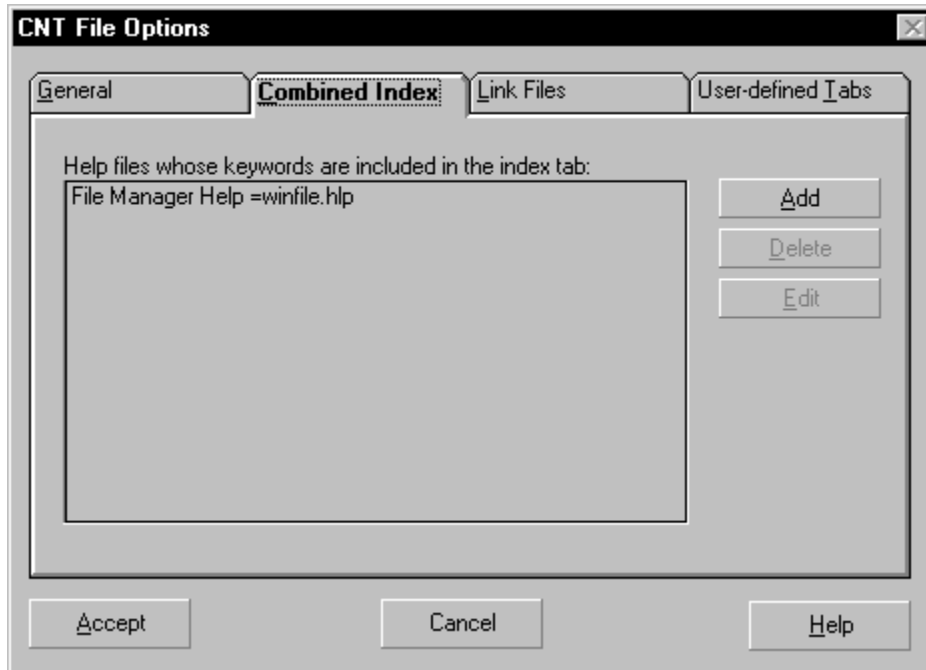 CNT File Options
General
Combined Index
Link Files
User-defined Tabs
Help files whose keywords are included in the index tab:
File Manager Help =winfile.hlp
Add
Delete
Edit
Accept
Cancel
Help